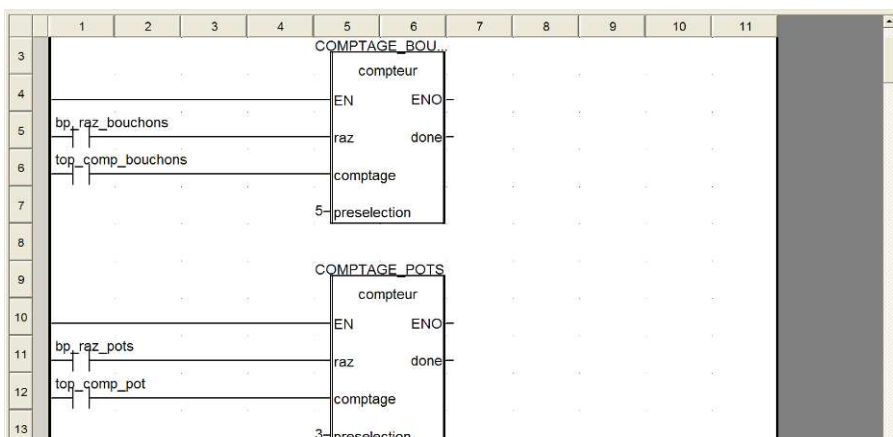 1 2 3 4 5 6 7 8 9 10 11
3 COMPTAGE_BOU...
compteur
4 EN ENO
bp_raz_bouchons
5 raz done
top_comp_bouchons
6 comptage
7 5 preselection
8
9 COMPTAGE_POTS
compteur
10 EN ENO
bp_raz_pots
11 raz done
top_comp_pot
12 comptage
13 3 preselection